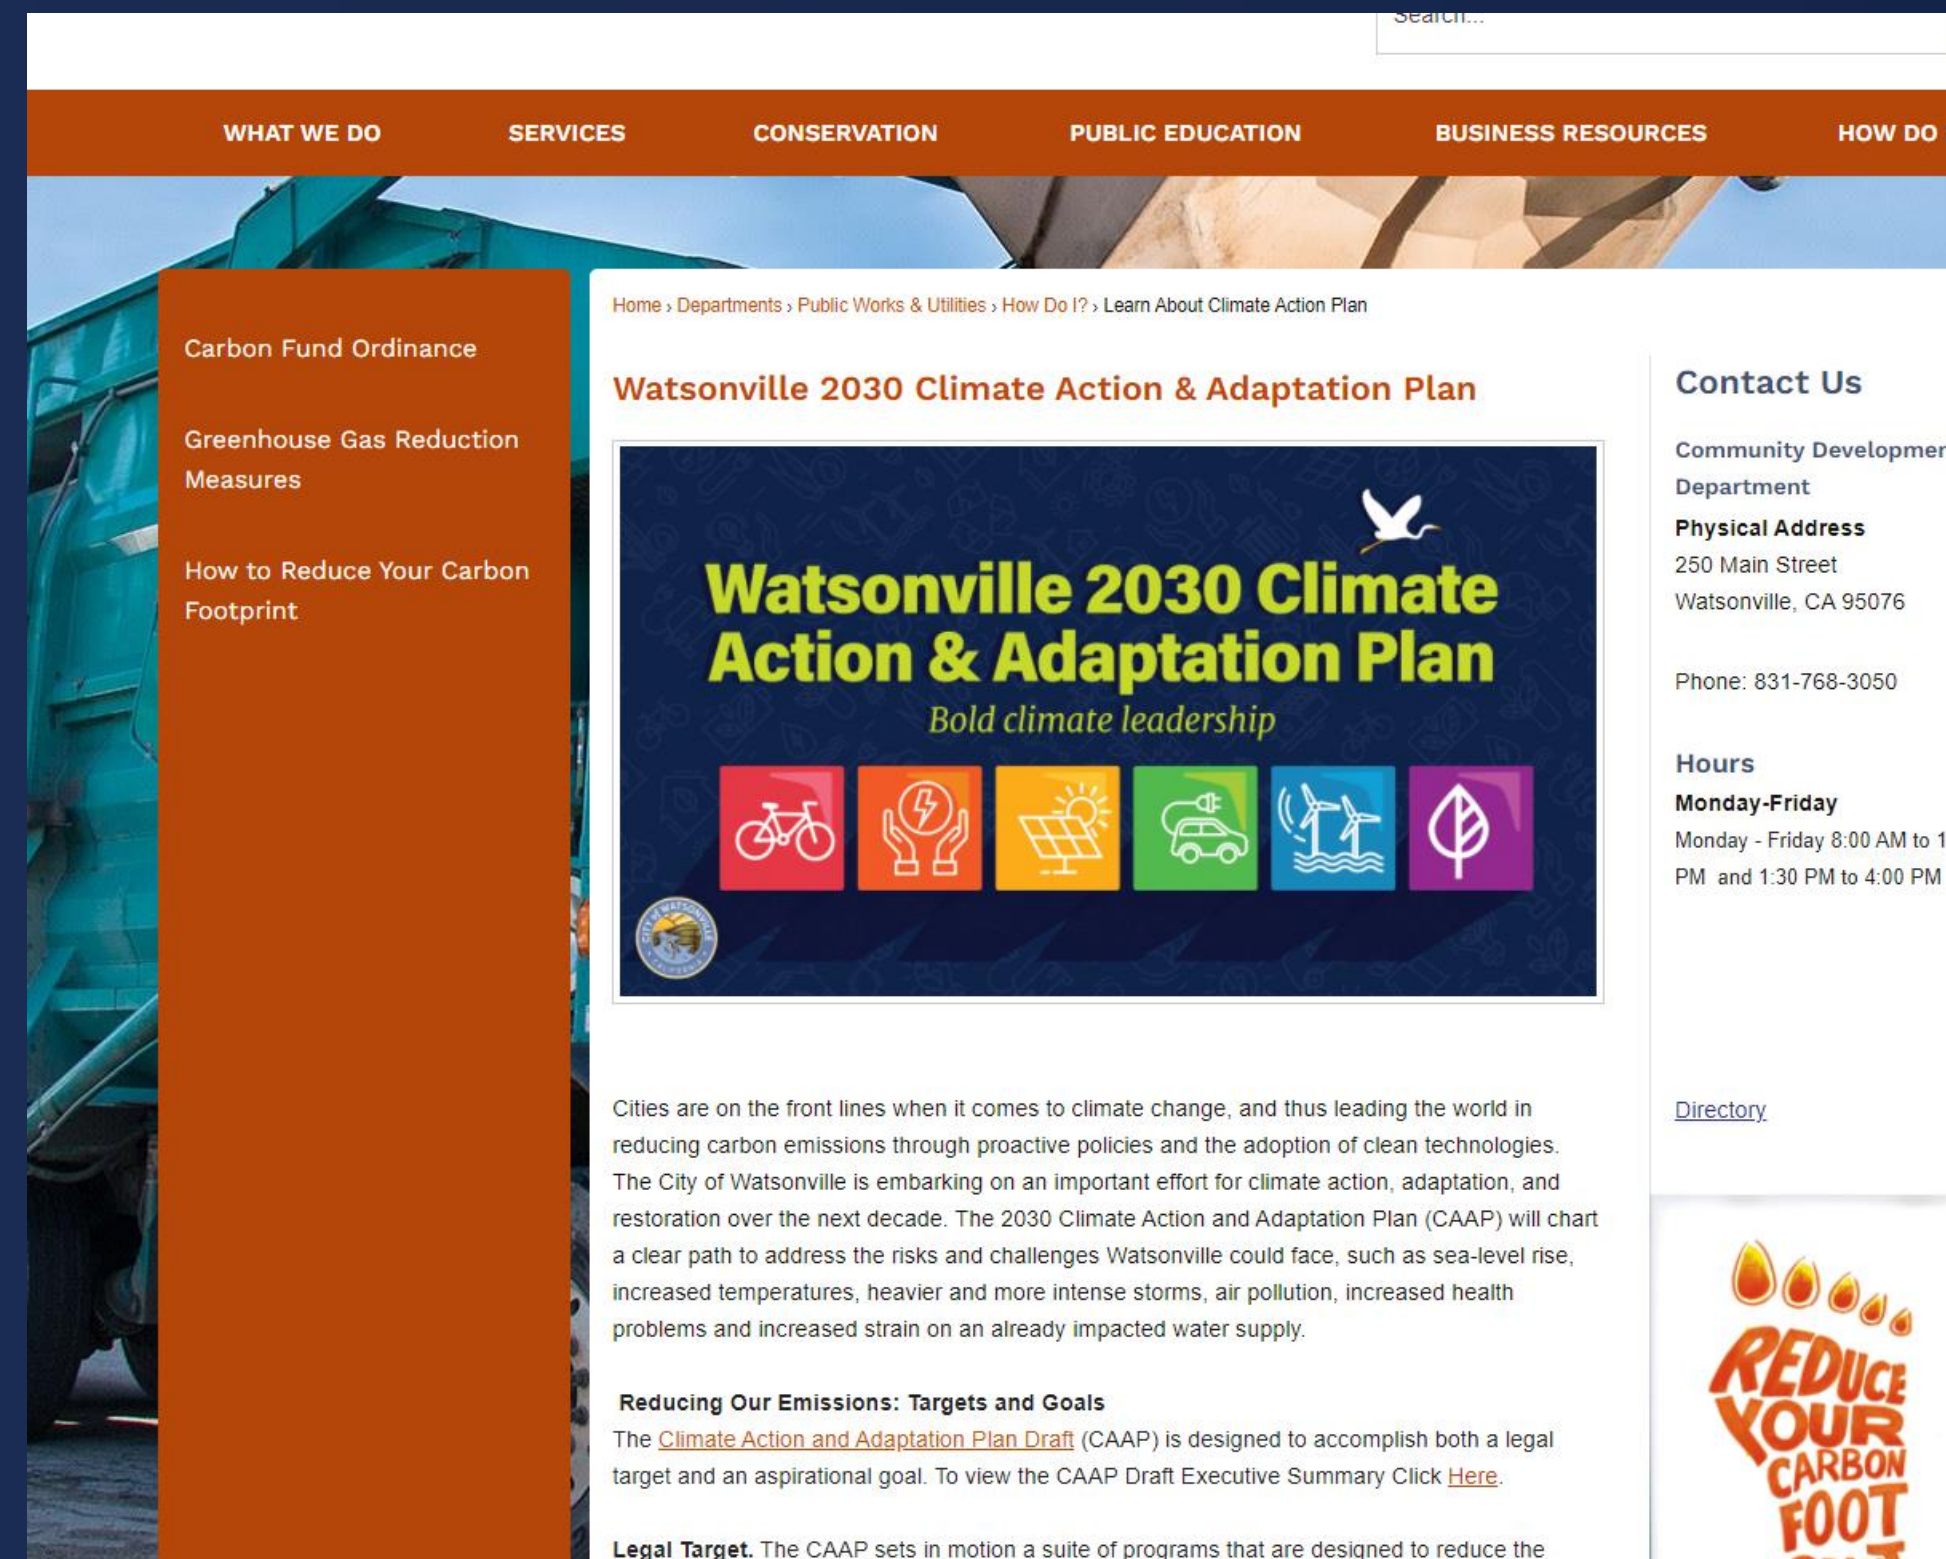 Search...
WHAT WE DO
SERVICES
CONSERVATION
PUBLIC EDUCATION
BUSINESS RESOURCES
HOW DO
Carbon Fund Ordinance
Greenhouse Gas Reduction
Measures
How to Reduce Your Carbon
Footprint
Home › Departments › Public Works & Utilities › How Do I? › Learn About Climate Action Plan
Watsonville 2030 Climate Action & Adaptation Plan
Watsonville 2030 Climate
Action & Adaptation Plan
Bold climate leadership
CITY of WATSONVILLE
CALIFORNIA
Cities are on the front lines when it comes to climate change, and thus leading the world in
reducing carbon emissions through proactive policies and the adoption of clean technologies.
The City of Watsonville is embarking on an important effort for climate action, adaptation, and
restoration over the next decade. The 2030 Climate Action and Adaptation Plan (CAAP) will chart
a clear path to address the risks and challenges Watsonville could face, such as sea-level rise,
increased temperatures, heavier and more intense storms, air pollution, increased health
problems and increased strain on an already impacted water supply.
Reducing Our Emissions: Targets and Goals
The Climate Action and Adaptation Plan Draft (CAAP) is designed to accomplish both a legal
target and an aspirational goal. To view the CAAP Draft Executive Summary Click Here.
Legal Target. The CAAP sets in motion a suite of programs that are designed to reduce the
Contact Us
Community Developmen
Department
Physical Address
250 Main Street
Watsonville, CA 95076
Phone: 831-768-3050
Hours
Monday-Friday
Monday - Friday 8:00 AM to 1
PM and 1:30 PM to 4:00 PM
Directory
REDUCE
YOUR
CARBON
FOOT